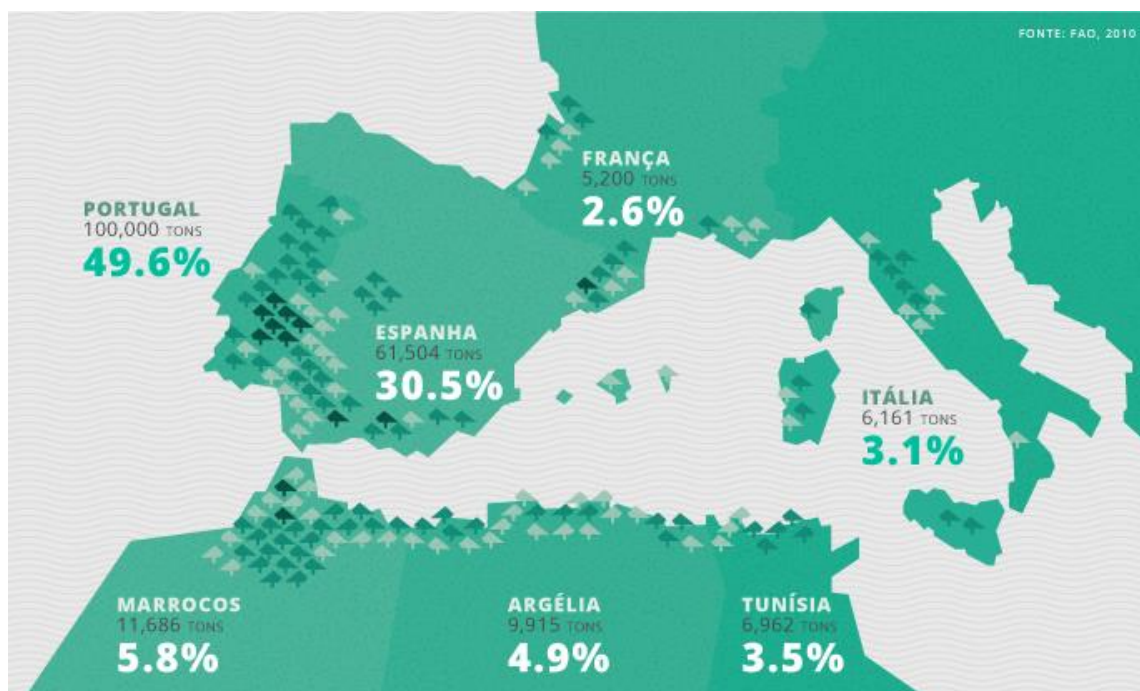 FONTE: FAO, 2010
FRANÇA
5,200 TONS
2.6%
PORTUGAL
100,000 TONS
49.6%
ESPANHA
61,504 TONS
30.5%
ITÁLIA
6,161 TONS
3.1%
MARROCOS
11,686 TONS
5.8%
ARGÉLIA
9,915 TONS
4.9%
TUNÍSIA
6,962 TONS
3.5%